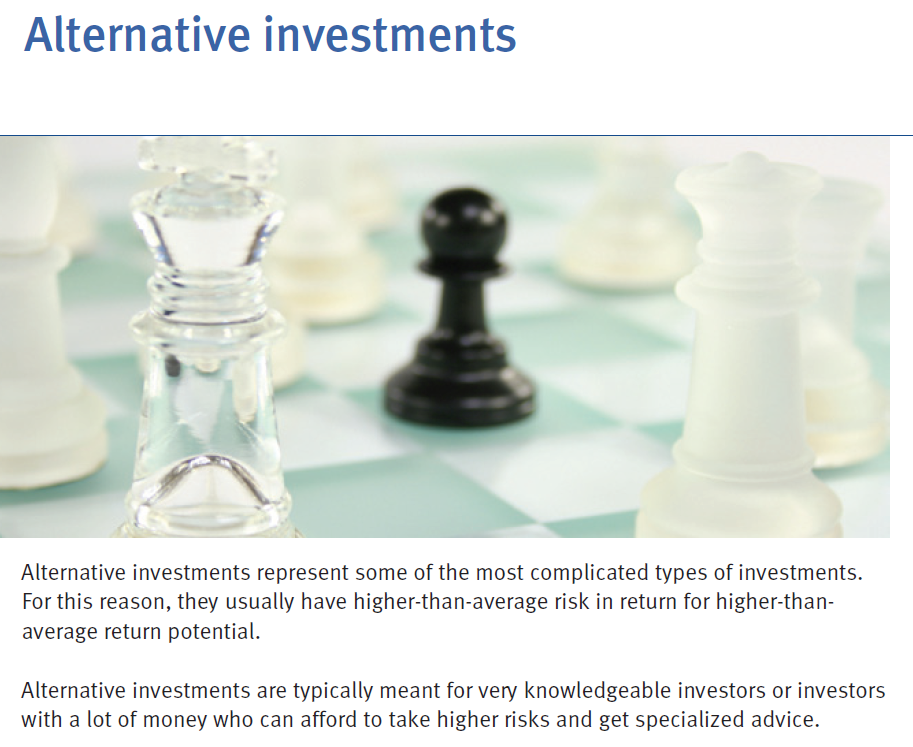 Alternative investments
Alternative investments represent some of the most complicated types of investments.
For this reason, they usually have higher-than-average risk in return for higher-than-
average return potential.
Alternative investments are typically meant for very knowledgeable investors or investors
with a lot of money who can afford to take higher risks and get specialized advice.